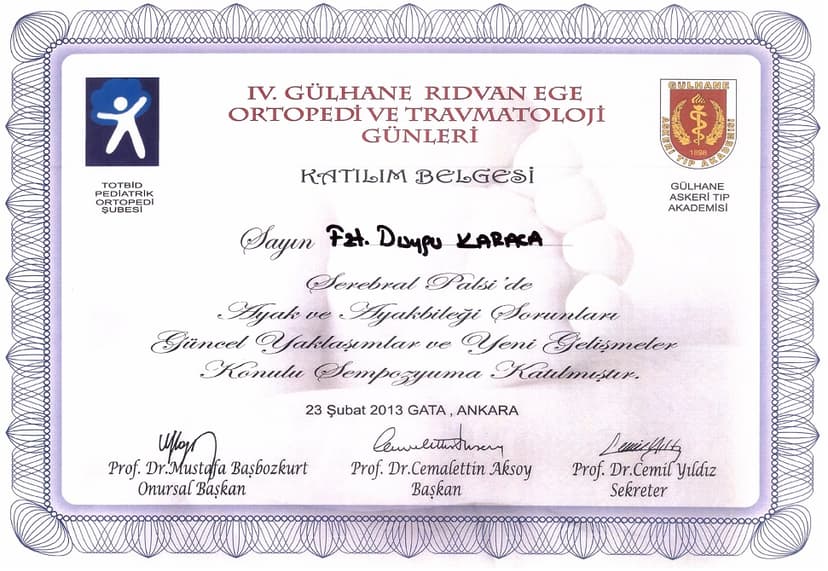 IV. GÜLHANE RIDVAN EGE
ORTOPEDİ VE TRAVMATOLOJİ
GÜNLERİ
KATILIM BELGESİ
TOTBİD
PEDİATRİK
ORTOPEDİ
ŞUBESİ
GÜLHANE
ASKERİ TIP AKADEMİSİ
1898
GÜLHANE
ASKERİ TIP
AKADEMİSİ
Sayın Fzt. Duygu KARACA
Serebral Palsi'de
Ayak ve Ayakbileği Sorunları
Güncel Yaklaşımlar ve Yeni Gelişmeler
Konulu Sempozyuma Katılmıştır.
23 Şubat 2013 GATA , ANKARA
Prof. Dr.Mustafa Başbozkurt
Onursal Başkan
Prof. Dr.Cemalettin Aksoy
Başkan
Prof. Dr.Cemil Yıldız
Sekreter